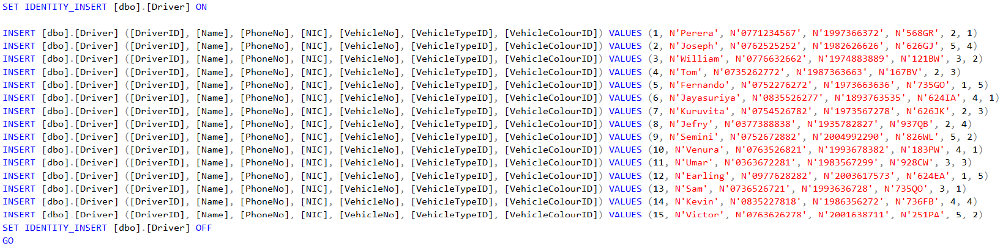 SET IDENTITY_INSERT [dbo].[Driver] ON
INSERT [dbo].[Driver] ([DriverID], [Name], [PhoneNo], [NIC], [VehicleNo], [VehicleTypeID], [VehicleColourID]) VALUES (1, N'Perera', N'0771234567', N'1997366372', N'568GR', 2, 1)
INSERT [dbo].[Driver] ([DriverID], [Name], [PhoneNo], [NIC], [VehicleNo], [VehicleTypeID], [VehicleColourID]) VALUES (2, N'Joseph', N'0762525252', N'1982626626', N'626GJ', 5, 4)
INSERT [dbo].[Driver] ([DriverID], [Name], [PhoneNo], [NIC], [VehicleNo], [VehicleTypeID], [VehicleColourID]) VALUES (3, N'William', N'0776632662', N'1974883889', N'121BW', 3, 2)
INSERT [dbo].[Driver] ([DriverID], [Name], [PhoneNo], [NIC], [VehicleNo], [VehicleTypeID], [VehicleColourID]) VALUES (4, N'Tom', N'0735262772', N'1987363663', N'167BV', 2, 3)
INSERT [dbo].[Driver] ([DriverID], [Name], [PhoneNo], [NIC], [VehicleNo], [VehicleTypeID], [VehicleColourID]) VALUES (5, N'Fernando', N'0752276272', N'1973663636', N'735GO', 1, 5)
INSERT [dbo].[Driver] ([DriverID], [Name], [PhoneNo], [NIC], [VehicleNo], [VehicleTypeID], [VehicleColourID]) VALUES (6, N'Jayasuriya', N'0835526277', N'1893763535', N'624IA', 4, 1)
INSERT [dbo].[Driver] ([DriverID], [Name], [PhoneNo], [NIC], [VehicleNo], [VehicleTypeID], [VehicleColourID]) VALUES (7, N'Kuruvita', N'0754526782', N'1973567278', N'626JK', 2, 3)
INSERT [dbo].[Driver] ([DriverID], [Name], [PhoneNo], [NIC], [VehicleNo], [VehicleTypeID], [VehicleColourID]) VALUES (8, N'Jefry', N'0377388838', N'1935782827', N'937QB', 2, 4)
INSERT [dbo].[Driver] ([DriverID], [Name], [PhoneNo], [NIC], [VehicleNo], [VehicleTypeID], [VehicleColourID]) VALUES (9, N'Semini', N'0752672882', N'2004992290', N'826WL', 5, 2)
INSERT [dbo].[Driver] ([DriverID], [Name], [PhoneNo], [NIC], [VehicleNo], [VehicleTypeID], [VehicleColourID]) VALUES (10, N'Venura', N'0763526821', N'1993678382', N'183PW', 4, 1)
INSERT [dbo].[Driver] ([DriverID], [Name], [PhoneNo], [NIC], [VehicleNo], [VehicleTypeID], [VehicleColourID]) VALUES (11, N'Umar', N'0363672281', N'1983567299', N'928CW', 3, 3)
INSERT [dbo].[Driver] ([DriverID], [Name], [PhoneNo], [NIC], [VehicleNo], [VehicleTypeID], [VehicleColourID]) VALUES (12, N'Earling', N'0977628282', N'2003617573', N'624EA', 1, 5)
INSERT [dbo].[Driver] ([DriverID], [Name], [PhoneNo], [NIC], [VehicleNo], [VehicleTypeID], [VehicleColourID]) VALUES (13, N'Sam', N'0736526721', N'1993636728', N'735QO', 3, 1)
INSERT [dbo].[Driver] ([DriverID], [Name], [PhoneNo], [NIC], [VehicleNo], [VehicleTypeID], [VehicleColourID]) VALUES (14, N'Kevin', N'0835227818', N'1986356272', N'736FB', 4, 4)
INSERT [dbo].[Driver] ([DriverID], [Name], [PhoneNo], [NIC], [VehicleNo], [VehicleTypeID], [VehicleColourID]) VALUES (15, N'Victor', N'0763626278', N'2001638711', N'251PA', 5, 2)
SET IDENTITY_INSERT [dbo].[Driver] OFF
GO